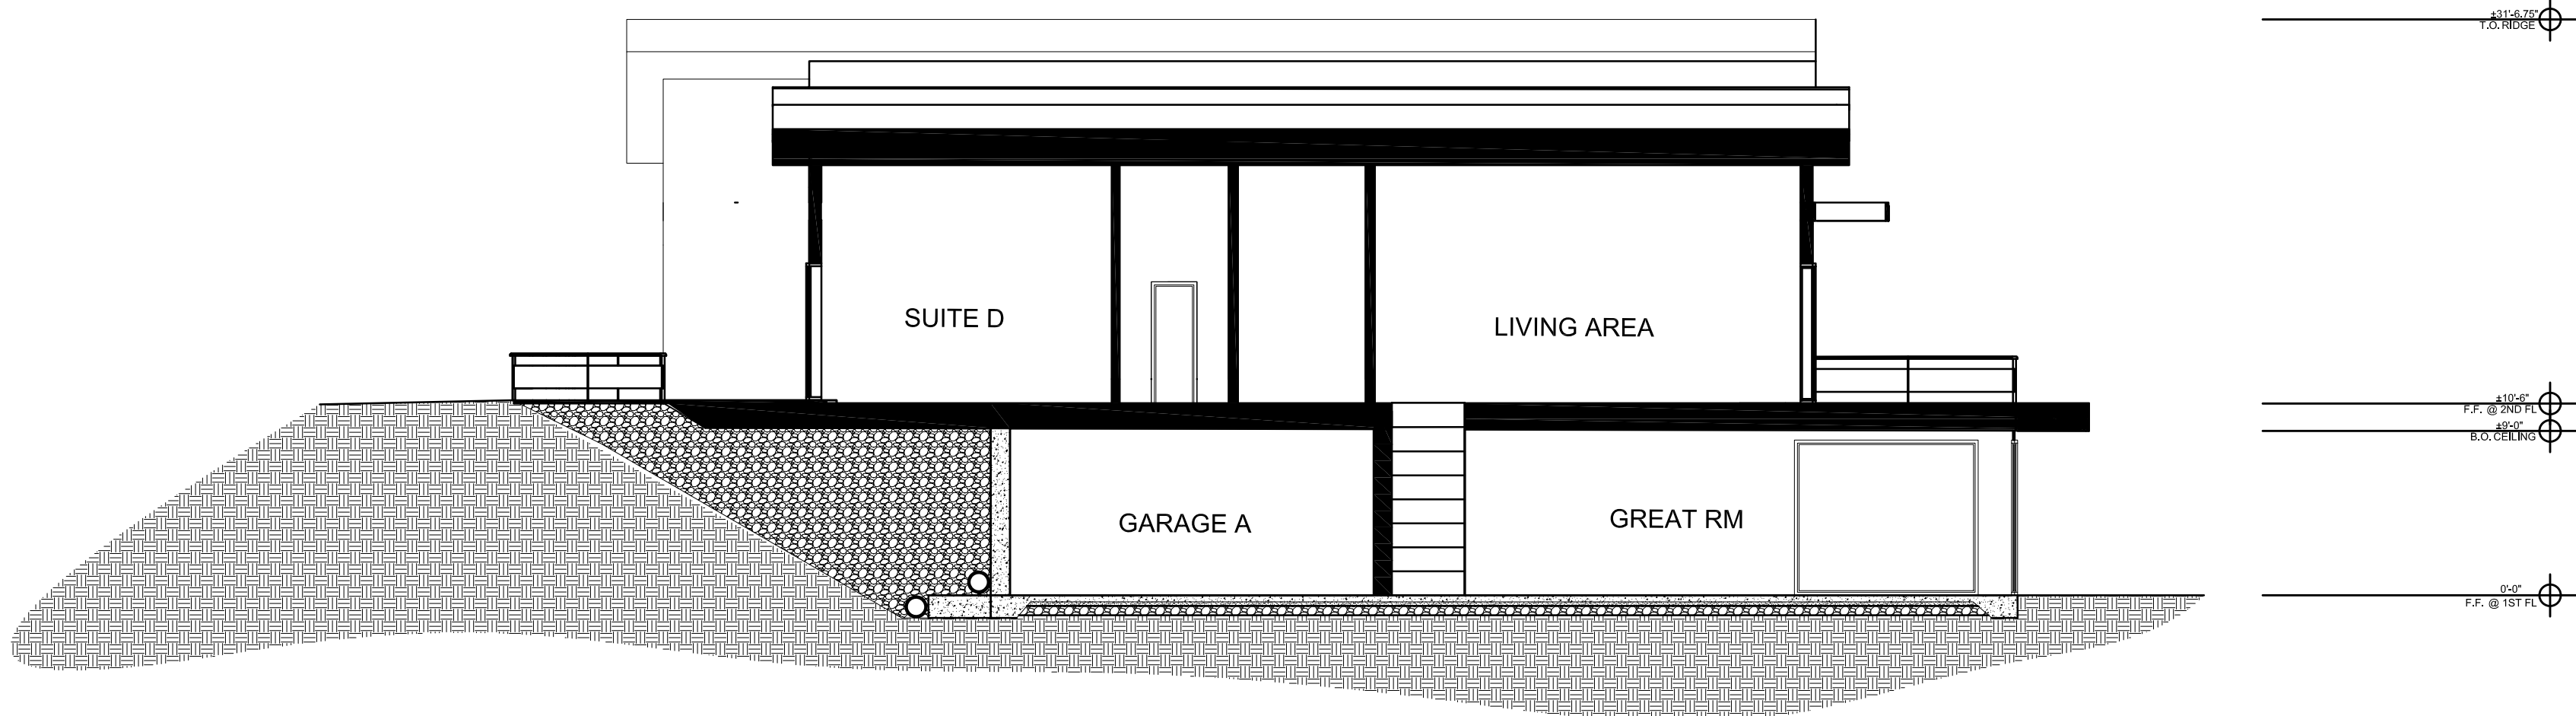 ±31'-6.75"
T.O. RIDGE
SUITE D
LIVING AREA
±10'-6"
F.F. @ 2ND FL
±9'-0"
B.O. CEILING
GARAGE A
GREAT RM
0'-0"
F.F. @ 1ST FL